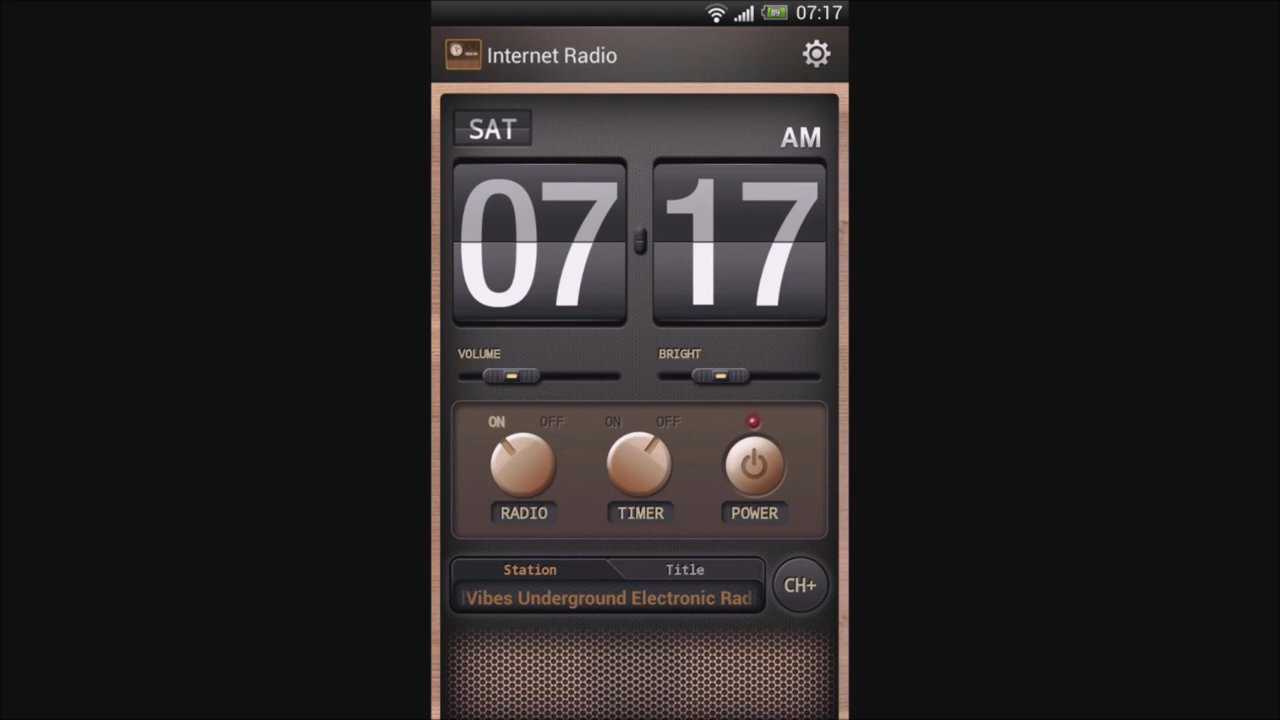 89 07:17
Internet Radio
SAT
AM
07 17
VOLUME BRIGHT
ON OFF ON OFF
RADIO TIMER POWER
Station Title
Vibes Underground Electronic Rad
CH+